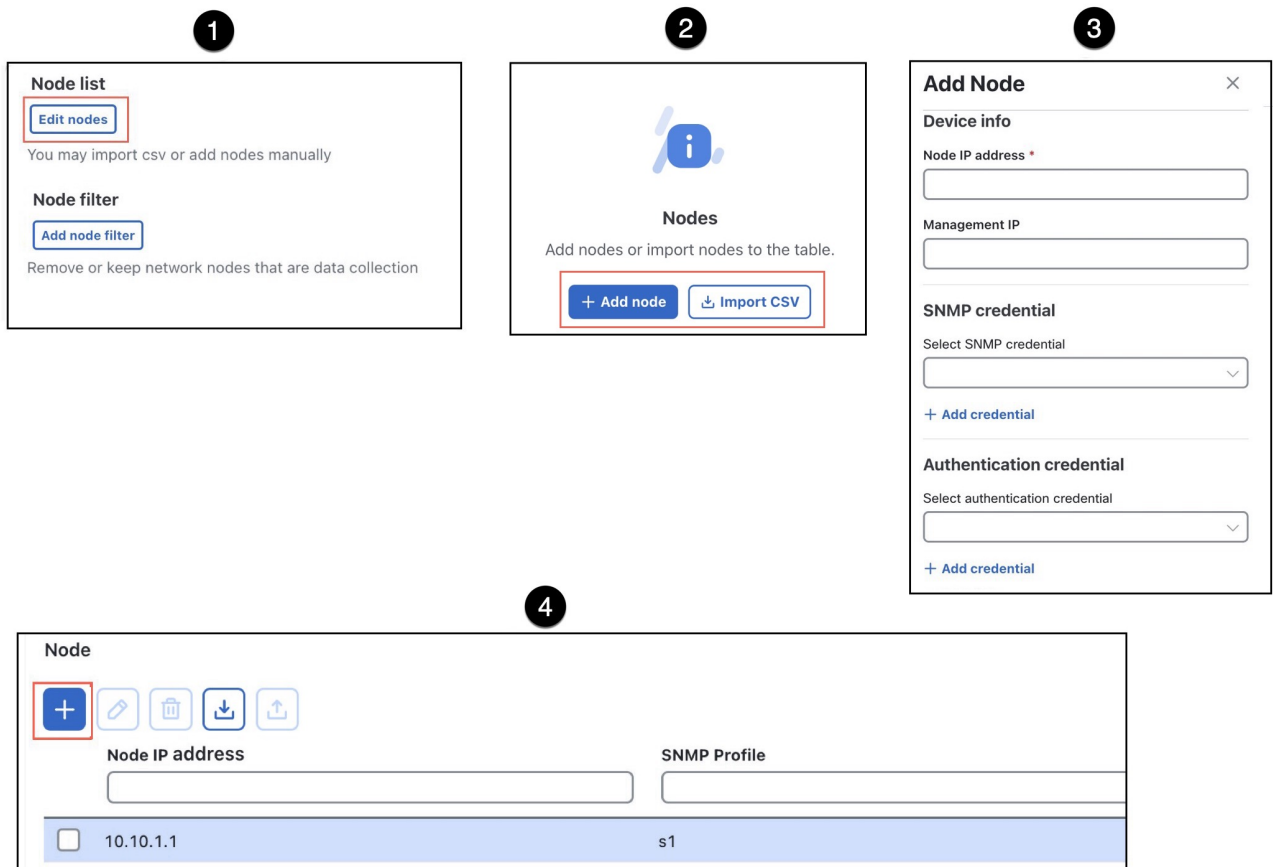 1
Node list
Edit nodes
You may import csv or add nodes manually
Node filter
Add node filter
Remove or keep network nodes that are data collection
2
Nodes
Add nodes or import nodes to the table.
+ Add node
Import CSV
3
Add Node
Device info
Node IP address *
Management IP
SNMP credential
Select SNMP credential
+ Add credential
Authentication credential
Select authentication credential
+ Add credential
4
Node
Node IP address SNMP Profile
10.10.1.1 s1